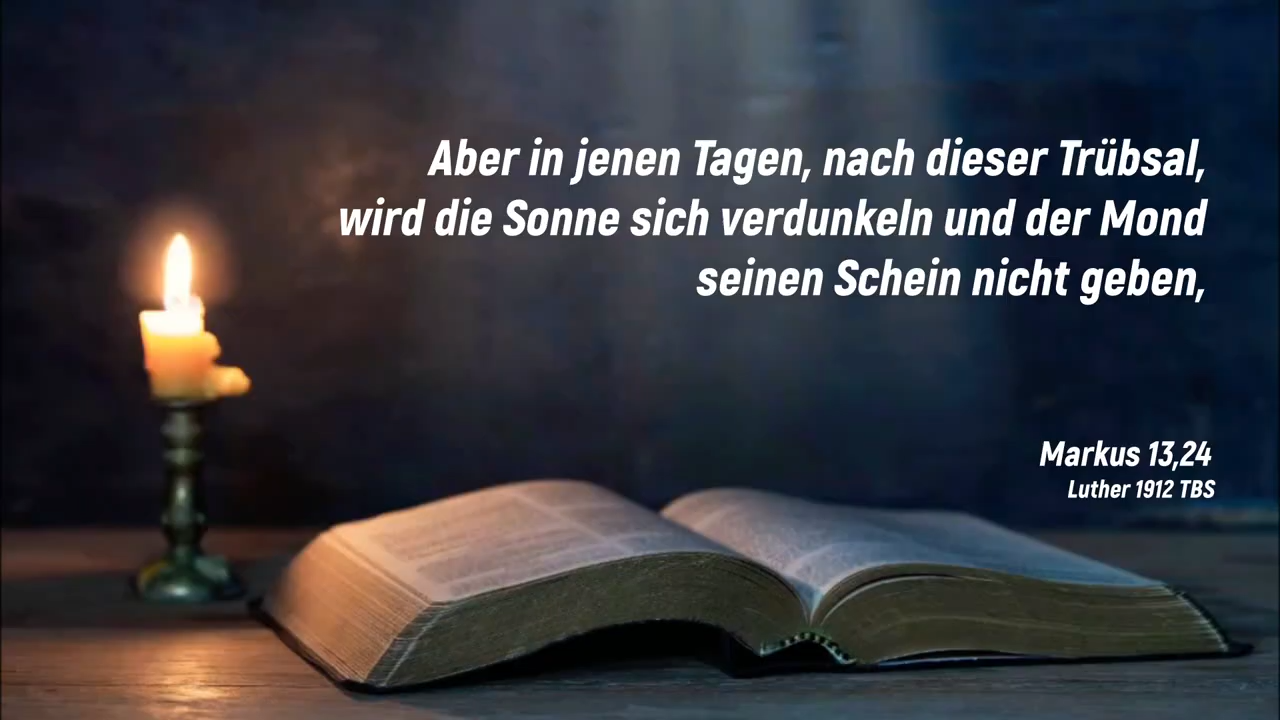 Aber in jenen Tagen, nach dieser Trübsal,
wird die Sonne sich verdunkeln und der Mond
seinen Schein nicht geben,
Markus 13,24
Luther 1912 TBS